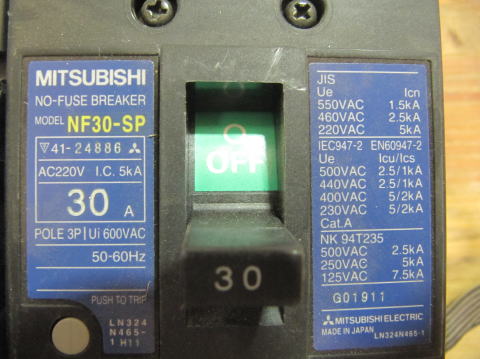 MITSUBISHI
NO-FUSE BREAKER
MODEL NF30-SP
41-24886
AC220V I.C. 5kA
30 A
POLE 3P Ui 600VAC
50-60Hz
PUSH TO TRIP
LN324
N465-
1 H11
OFF
30
JIS
Ue Icn
550VAC 1.5kA
460VAC 2.5kA
220VAC 5kA
IEC947-2 EN60947-2
Ue Icu/Ics
500VAC 2.5/1kA
440VAC 2.5/1kA
400VAC 5/2kA
230VAC 5/2kA
Cat.A
NK 94T235
500VAC 2.5kA
250VAC 5kA
125VAC 7.5kA
G01911
MITSUBISHI ELECTRIC
MADE IN JAPAN LN324N465-1